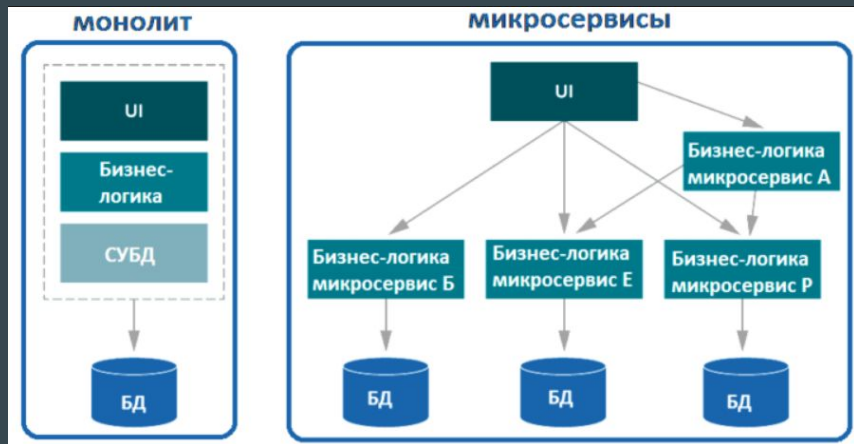 монолит
UI
Бизнес-
логика
СУБД
БД
микросервисы
UI
Бизнес-логика
микросервис А
Бизнес-логика
микросервис Б
Бизнес-логика
микросервис Е
Бизнес-логика
микросервис Р
БД
БД
БД